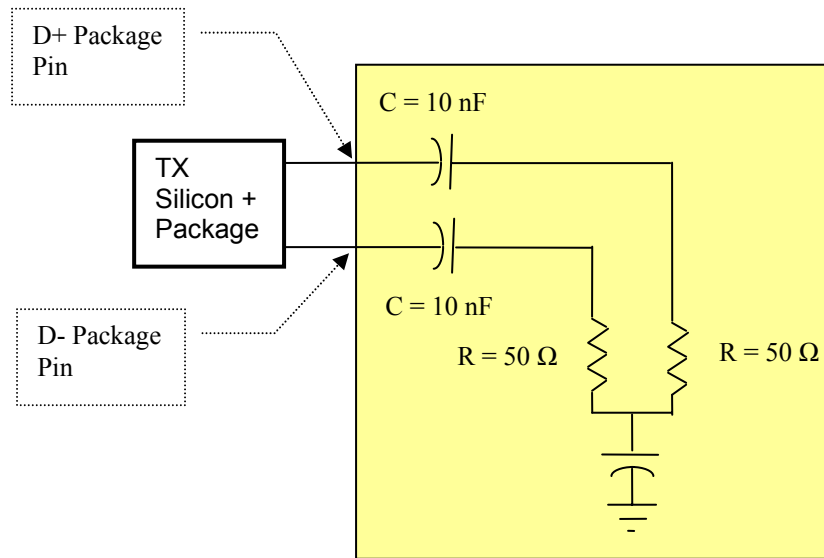 D+ Package
Pin
C = 10 nF
TX
Silicon +
Package
C = 10 nF
D- Package
Pin
R = 50 Ω
R = 50 Ω